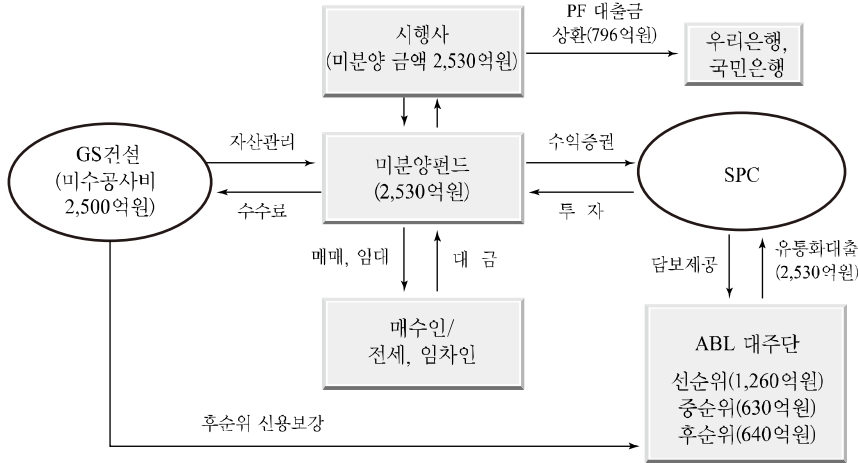 시행사
(미분양 금액 2,530억원)
PF 대출금
상환(796억원)
우리은행,
국민은행
GS건설
(미수공사비
2,500억원)
자산관리
수수료
미분양펀드
(2,530억원)
수익증권
투 자
SPC
매매, 임대
대 금
담보제공
유통화대출
(2,530억원)
매수인/
전세, 임차인
ABL 대주단
선순위(1,260억원)
중순위(630억원)
후순위(640억원)
후순위 신용보강